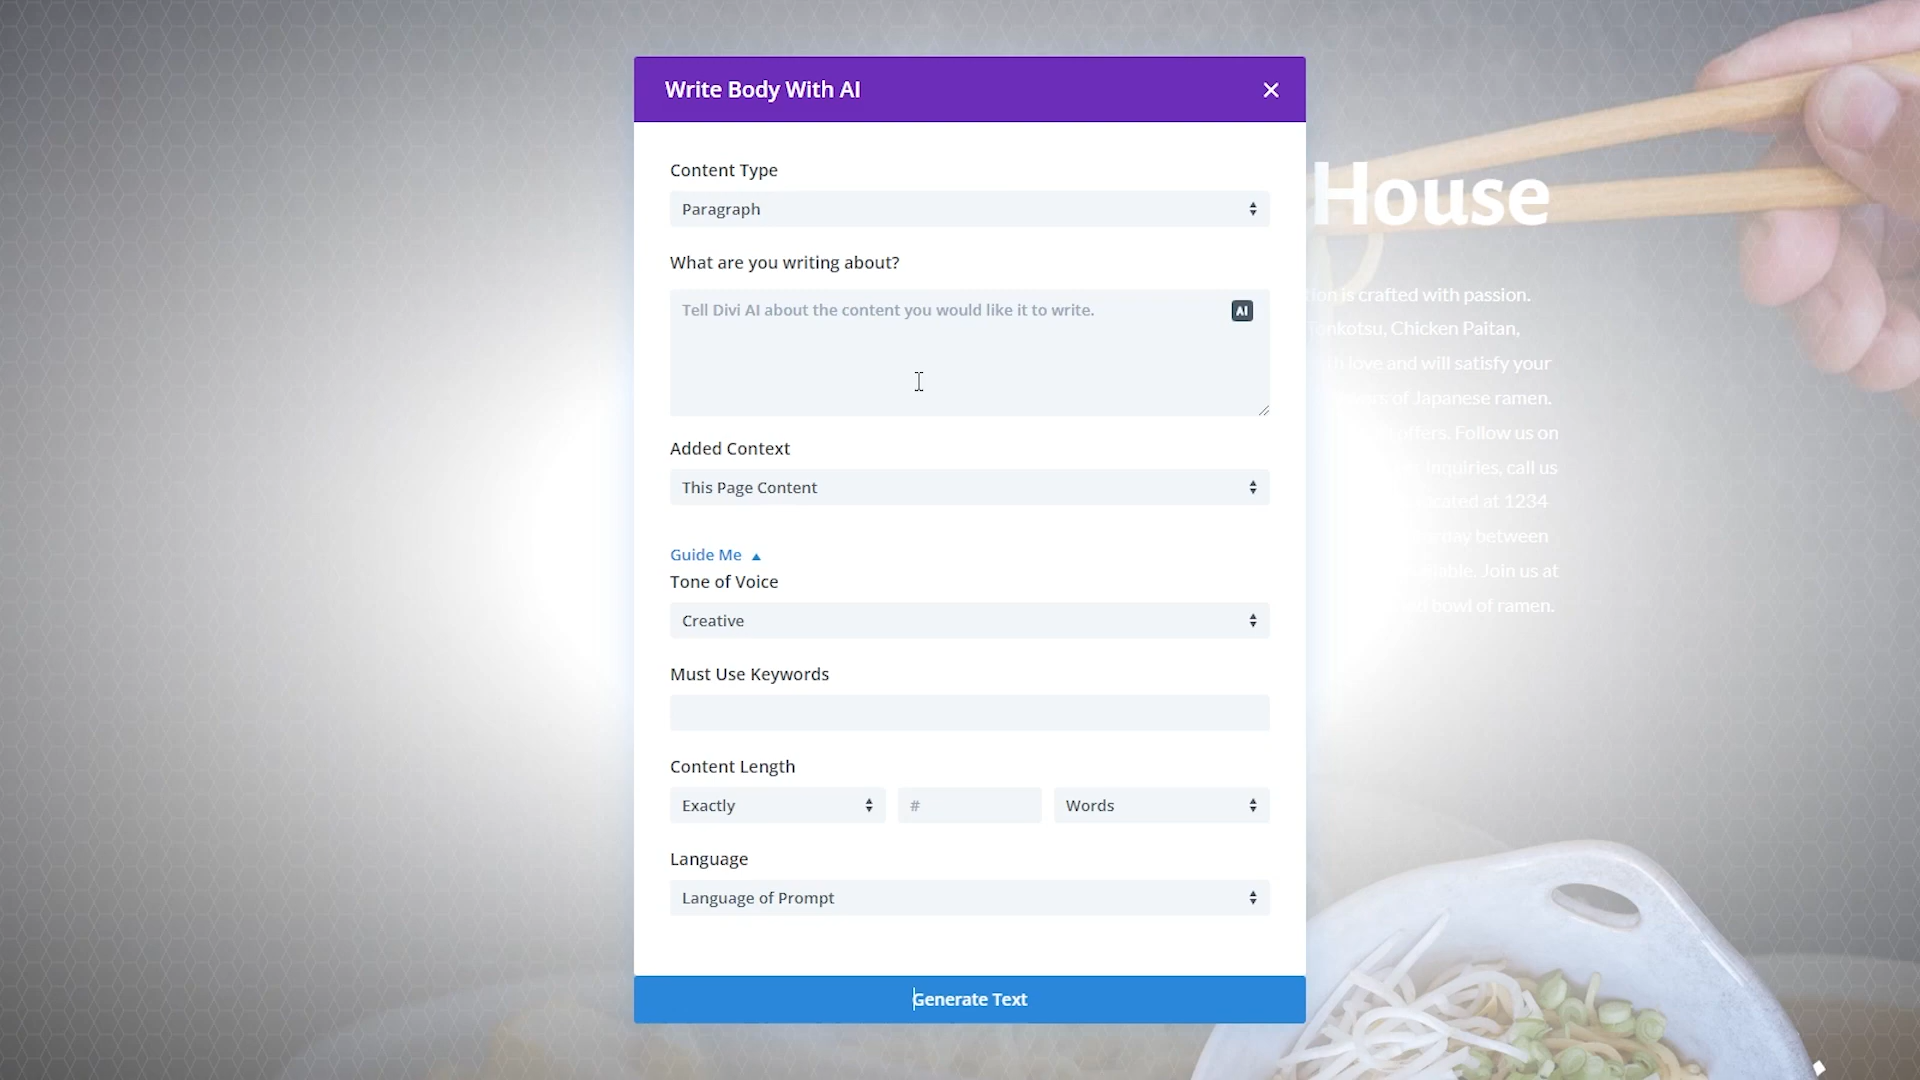 Write Body With AI
Content Type
Paragraph
What are you writing about?
Tell Divi AI about the content you would like it to write.
AI
Added Context
This Page Content
Guide Me
Tone of Voice
Creative
Must Use Keywords
Content Length
Exactly
#
Words
Language
Language of Prompt
Generate Text
House
is crafted with passion.
Tonkotsu, Chicken Paitan,
love and will satisfy your
of Japanese ramen.
offers. Follow us on
inquiries, call us
located at 1234
between
Join us at
bowl of ramen.